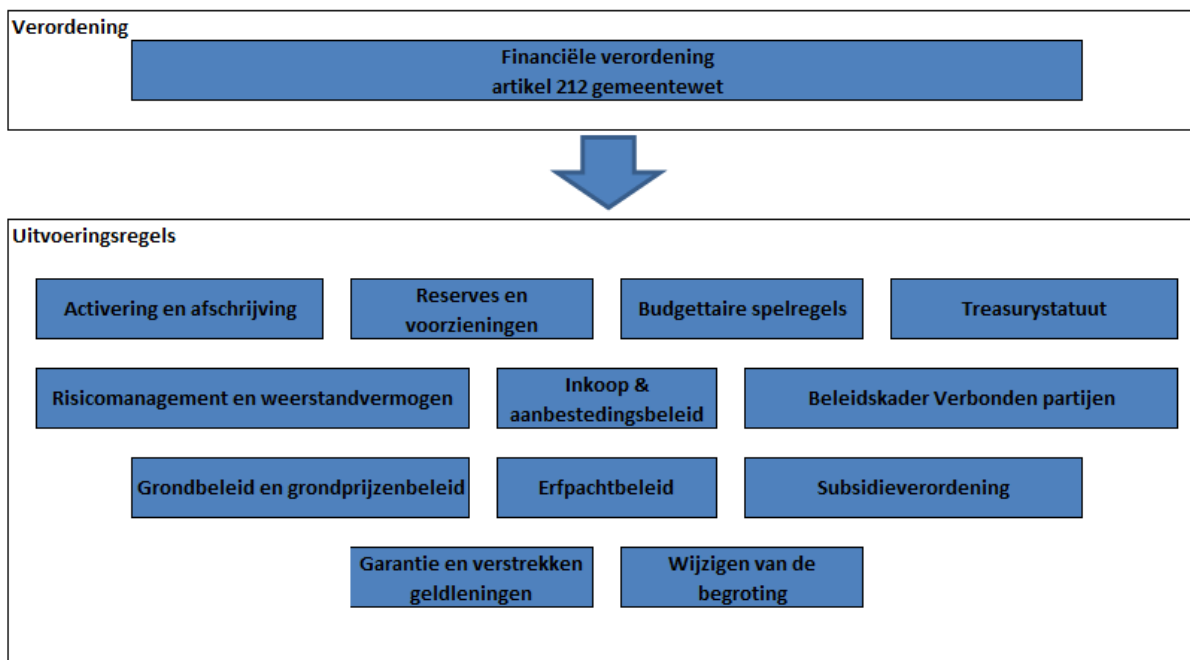 Verordening
Financiële verordening
artikel 212 gemeentewet
Uitvoeringsregels
Activering en afschrijving
Reserves en
voorzieningen
Budgettaire spelregels
Treasurystatuut
Risicomanagement en weerstandvermogen
Inkoop &
aanbestedingsbeleid
Beleidskader Verbonden partijen
Grondbeleid en grondprijzenbeleid
Erfpachtbeleid
Subsidieverordening
Garantie en verstrekken
geldleningen
Wijzigen van de
begroting